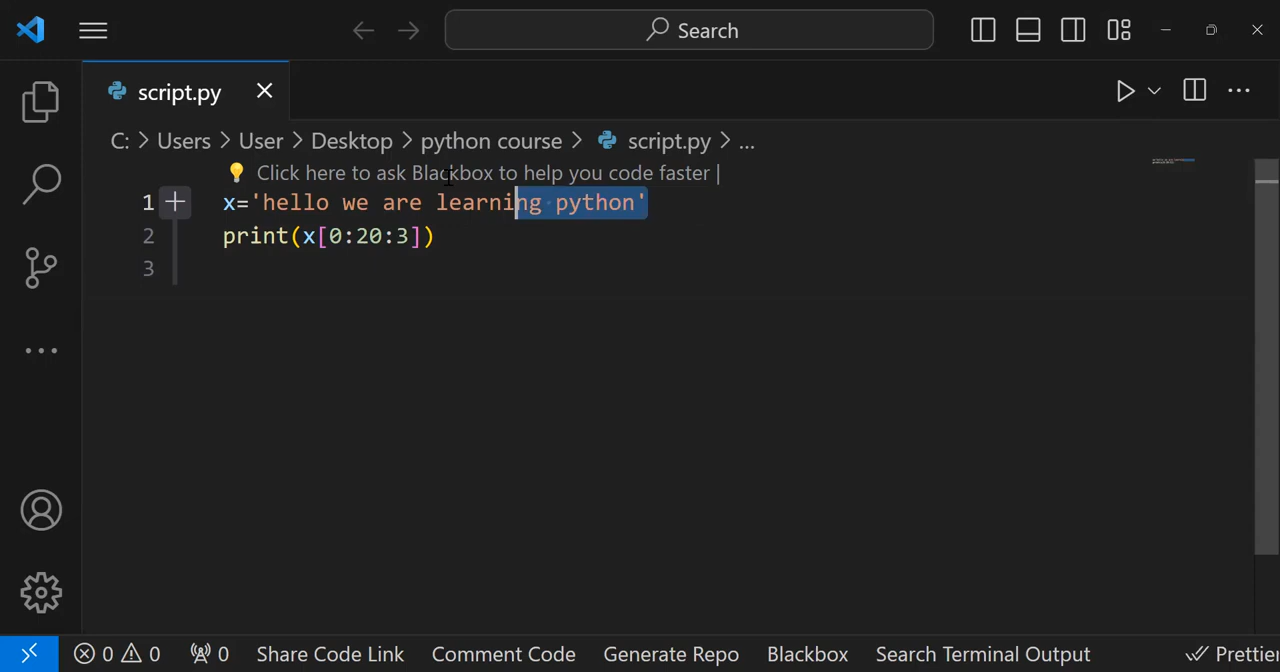 Search
script.py
C: > Users > User > Desktop > python course > script.py > ...
Click here to ask Blackbox to help you code faster |
1 x='hello we are learning python'
2 print(x[0:20:3])
3
0 0 0 Share Code Link Comment Code Generate Repo Blackbox Search Terminal Output Prettier